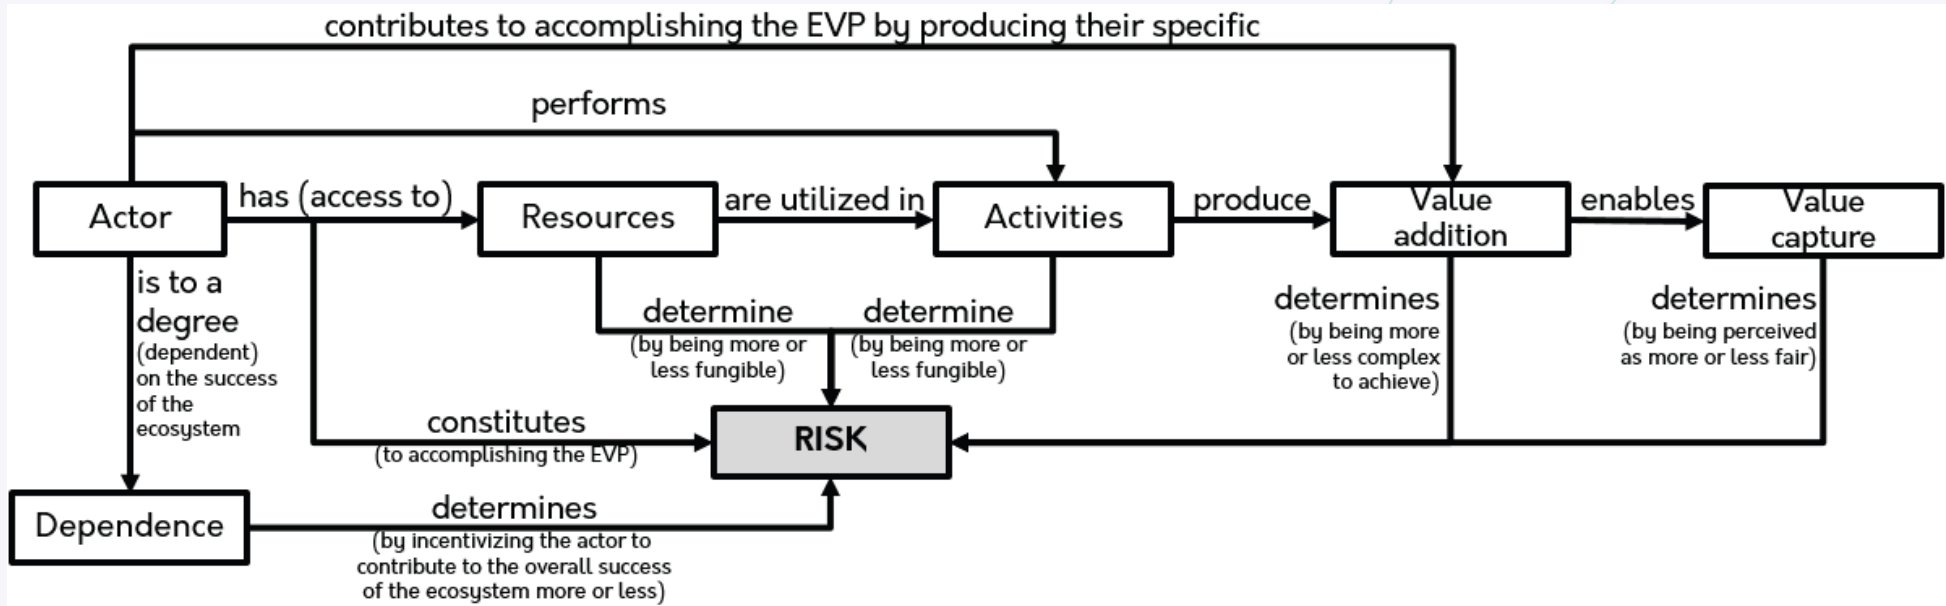 contributes to accomplishing the EVP by producing their specific
performs
Actor
has (access to)
Resources
are utilized in
Activities
produce
Value
addition
enables
Value
capture
is to a
degree
(dependent)
on the success
of the
ecosystem
determine
(by being more or
less fungible)
determine
(by being more or
less fungible)
determines
(by being more
or less complex
to achieve)
determines
(by being perceived
as more or less fair)
constitutes
(to accomplishing the EVP)
RISK
Dependence
determines
(by incentivizing the actor to
contribute to the overall success
of the ecosystem more or less)